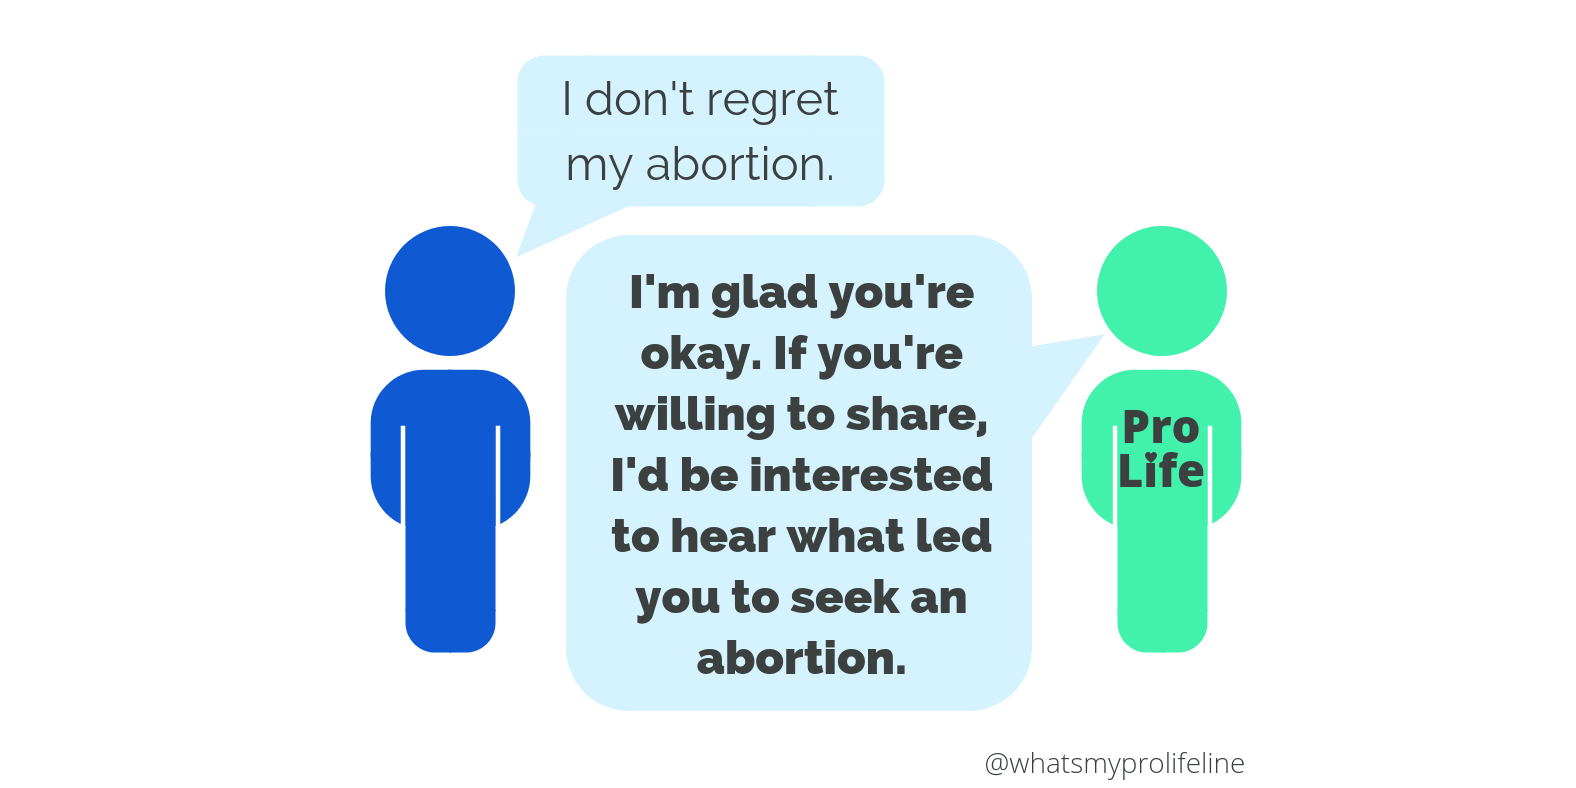 I don't regret
my abortion.
I'm glad you're
okay. If you're
willing to share,
I'd be interested
to hear what led
you to seek an
abortion.
Pro
Life
@whatsmyprolifeline